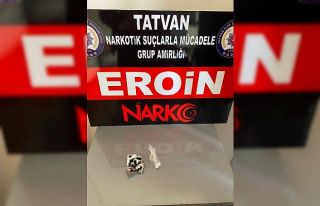 TATVAN
NARKOTİK SUÇLARLA MÜCADELE
GRUP AMİRLİĞİ
EROİN
NARKO